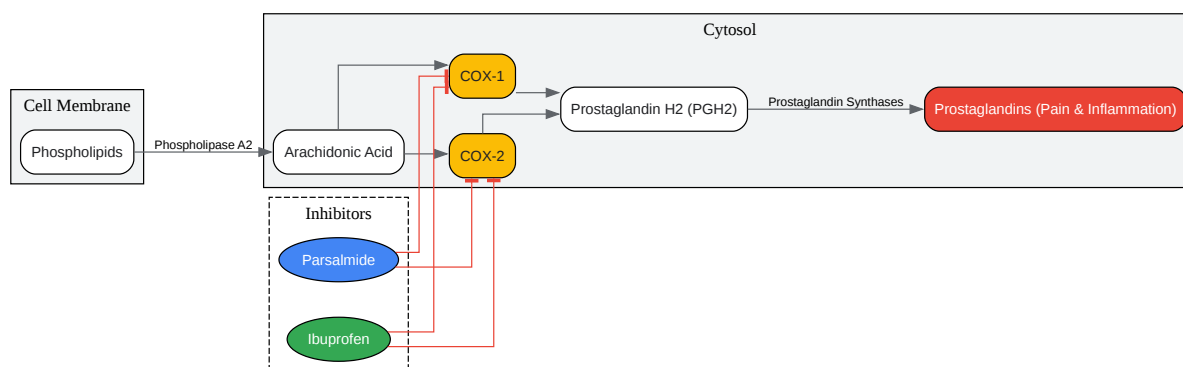 Cytosol
Cell Membrane
COX-1
Phospholipids
Phospholipase A2
Arachidonic Acid
COX-2
Prostaglandin H2 (PGH2)
Prostaglandin Synthases
Prostaglandins (Pain & Inflammation)
Inhibitors
Parsalmide
Ibuprofen